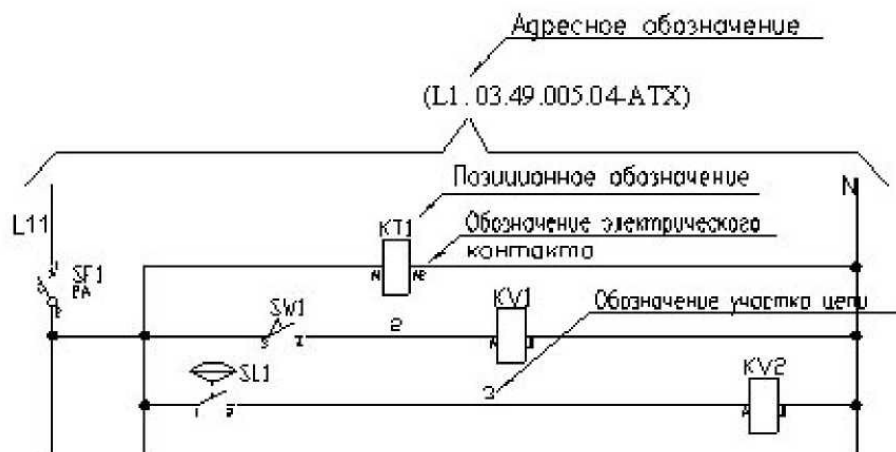 Адресное обозначение
(L1.03.49.005.04-АТХ)
Позиционное обозначение
N
L11
KT1
Обозначение электрического
контакта
SF1
SW1
KV1
Обозначение участка цепи
2
SL1
3
KV2